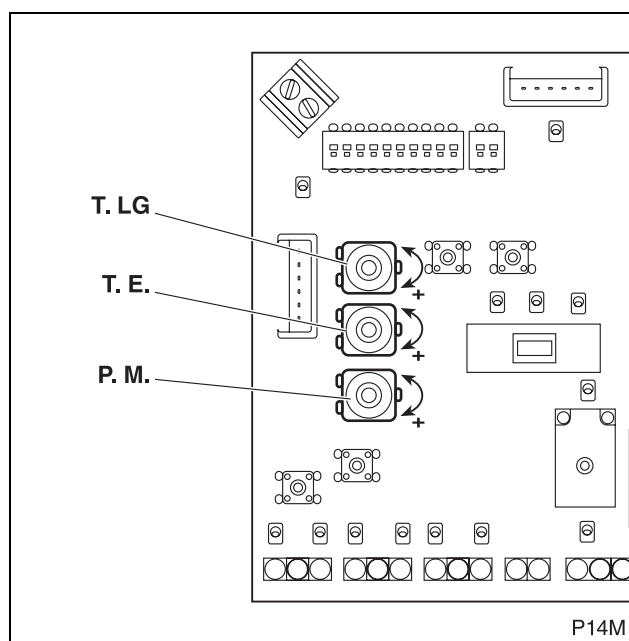 T. LG
+
T. E.
+
P. M.
+
P14M